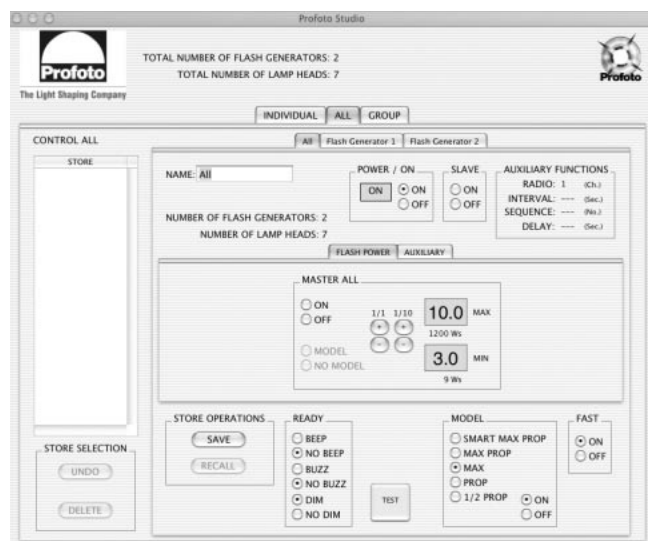 Profoto Studio
Profoto
The Light Shaping Company
TOTAL NUMBER OF FLASH GENERATORS: 2
TOTAL NUMBER OF LAMP HEADS: 7
Profoto
INDIVIDUAL ALL GROUP
CONTROL ALL
STORE
STORE SELECTION
UNDO
DELETE
All Flash Generator 1 Flash Generator 2
NAME: All
NUMBER OF FLASH GENERATORS: 2
NUMBER OF LAMP HEADS: 7
POWER / ON
ON
ON
OFF
SLAVE
ON
OFF
AUXILIARY FUNCTIONS
RADIO: 1 (Ch.)
INTERVAL: --- (Sec.)
SEQUENCE: --- (No.)
DELAY: --- (Sec.)
FLASH POWER AUXILIARY
MASTER ALL
ON
OFF
MODEL
NO MODEL
1/1 1/10
+ +
- -
10.0 MAX
1200 Ws
3.0 MIN
9 Ws
STORE OPERATIONS
SAVE
RECALL
READY
BEEP
NO BEEP
BUZZ
NO BUZZ
DIM
NO DIM
TEST
MODEL
SMART MAX PROP
MAX PROP
MAX
PROP
1/2 PROP
ON
OFF
FAST
ON
OFF